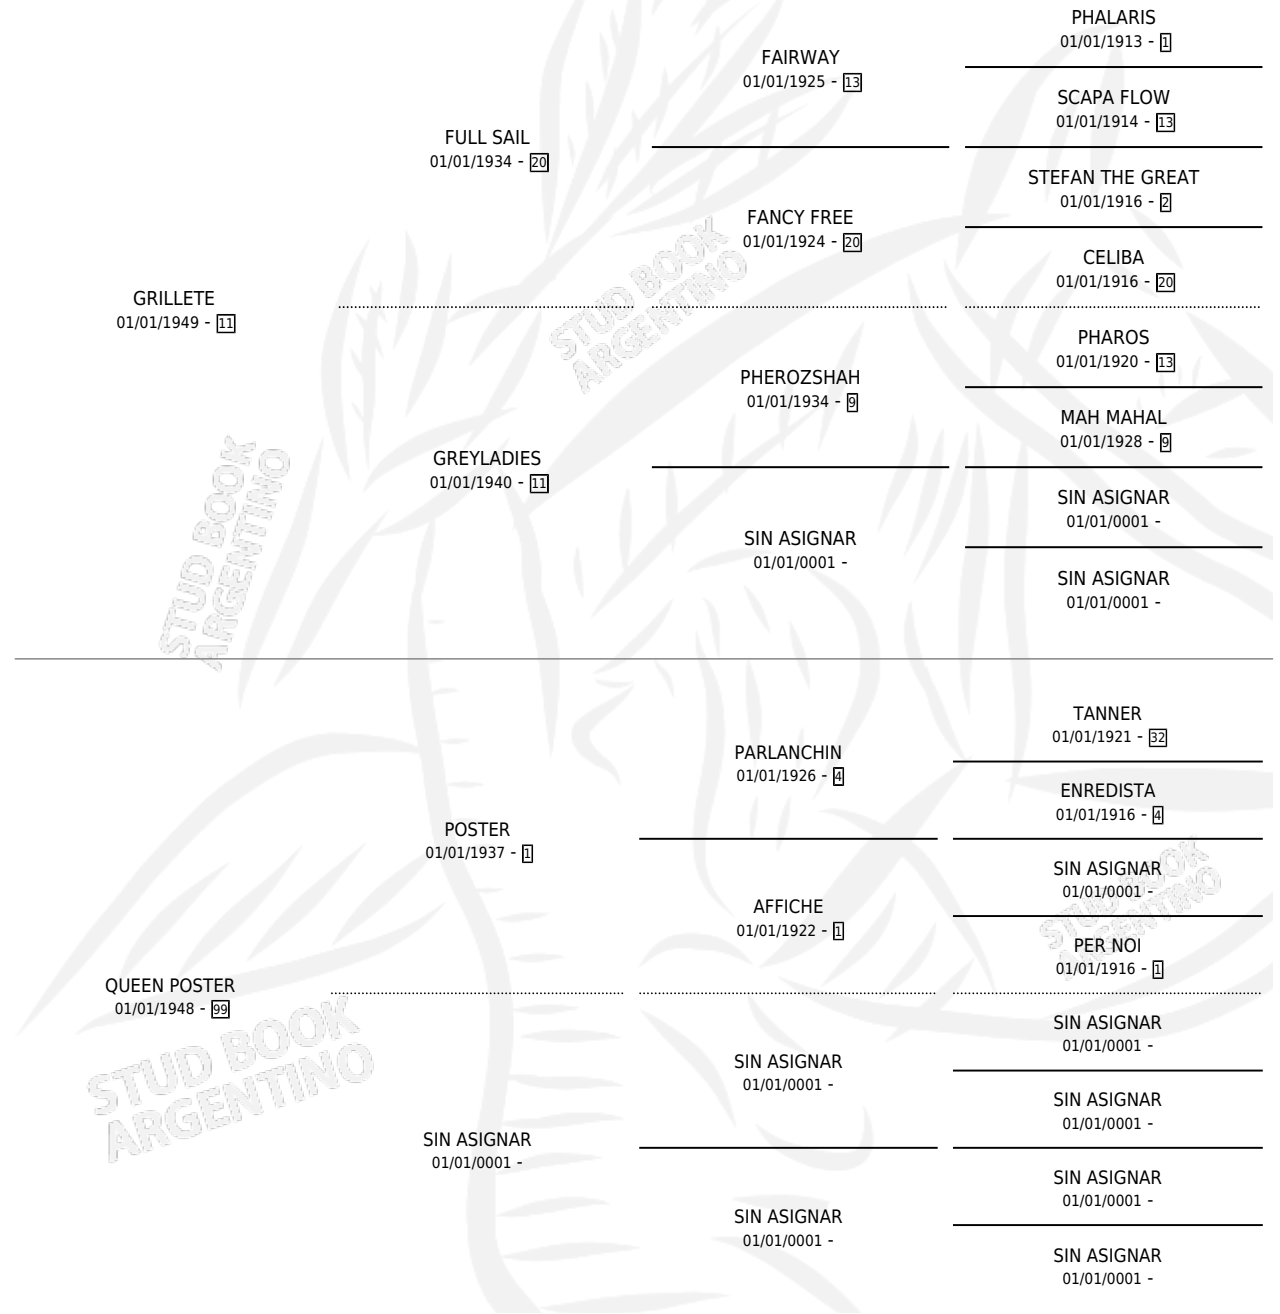 PHALARIS
01/01/1913 - 1
FAIRWAY
01/01/1925 - 13
SCAPA FLOW
01/01/1914 - 13
FULL SAIL
01/01/1934 - 20
STEFAN THE GREAT
01/01/1916 - 2
FANCY FREE
01/01/1924 - 20
CELIBA
01/01/1916 - 20
GRILLETE
01/01/1949 - 11
PHAROS
01/01/1920 - 13
PHEROZSHAH
01/01/1934 - 9
MAH MAHAL
01/01/1928 - 9
GREYLADIES
01/01/1940 - 11
SIN ASIGNAR
01/01/0001 -
SIN ASIGNAR
01/01/0001 -
SIN ASIGNAR
01/01/0001 -
STUD BOOK
ARGENTINO
STUD BOOK
ARGENTINO
TANNER
01/01/1921 - 32
PARLANCHIN
01/01/1926 - 4
ENREDISTA
01/01/1916 - 4
POSTER
01/01/1937 - 1
SIN ASIGNAR
01/01/0001 -
AFFICHE
01/01/1922 - 1
PER NOI
01/01/1916 - 1
QUEEN POSTER
01/01/1948 - 99
SIN ASIGNAR
01/01/0001 -
SIN ASIGNAR
01/01/0001 -
SIN ASIGNAR
01/01/0001 -
SIN ASIGNAR
01/01/0001 -
SIN ASIGNAR
01/01/0001 -
SIN ASIGNAR
01/01/0001 -
SIN ASIGNAR
01/01/0001 -
STUD BOOK
ARGENTINO
STUD BOOK
ARGENTINO